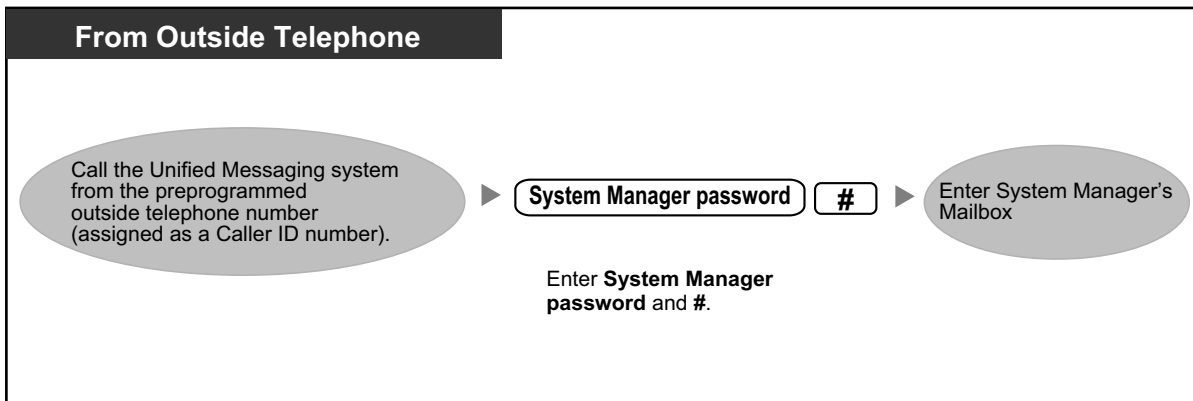 From Outside Telephone
Call the Unified Messaging system
from the preprogrammed
outside telephone number
(assigned as a Caller ID number).
System Manager password #
Enter System Manager
password and #.
Enter System Manager's
Mailbox